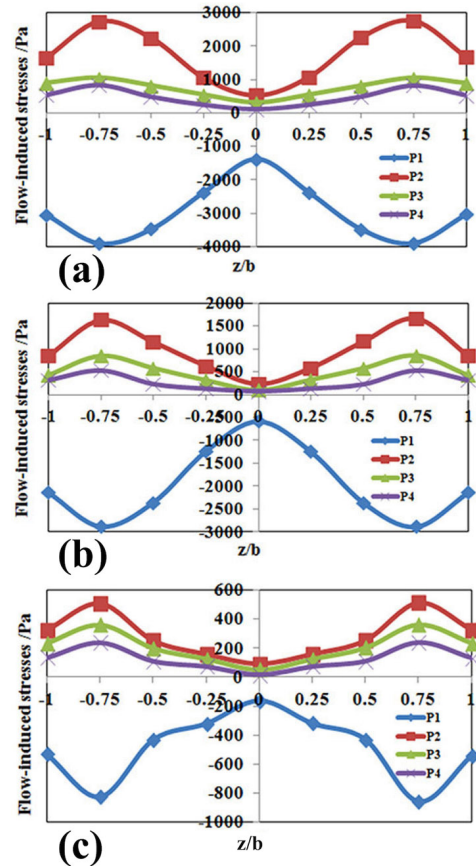 Flow-induced stresses /Pa
3000
2000
1000
0
-1 -0.75 -0.5 -0.25 0 0.25 0.5 0.75 1
-1000
-2000
-3000
-4000
P1
P2
P3
P4
(a)
z/b
Flow-induced stresses /Pa
2000
1500
1000
500
0
-1 -0.75 -0.5 -0.25 0 0.25 0.5 0.75 1
-500
-1000
-1500
-2000
-2500
-3000
P1
P2
P3
P4
(b)
z/b
Flow-induced stresses /Pa
600
400
200
0
-1 -0.75 -0.5 -0.25 0 0.25 0.5 0.75 1
-200
-400
-600
-800
-1000
P1
P2
P3
P4
(c)
z/b